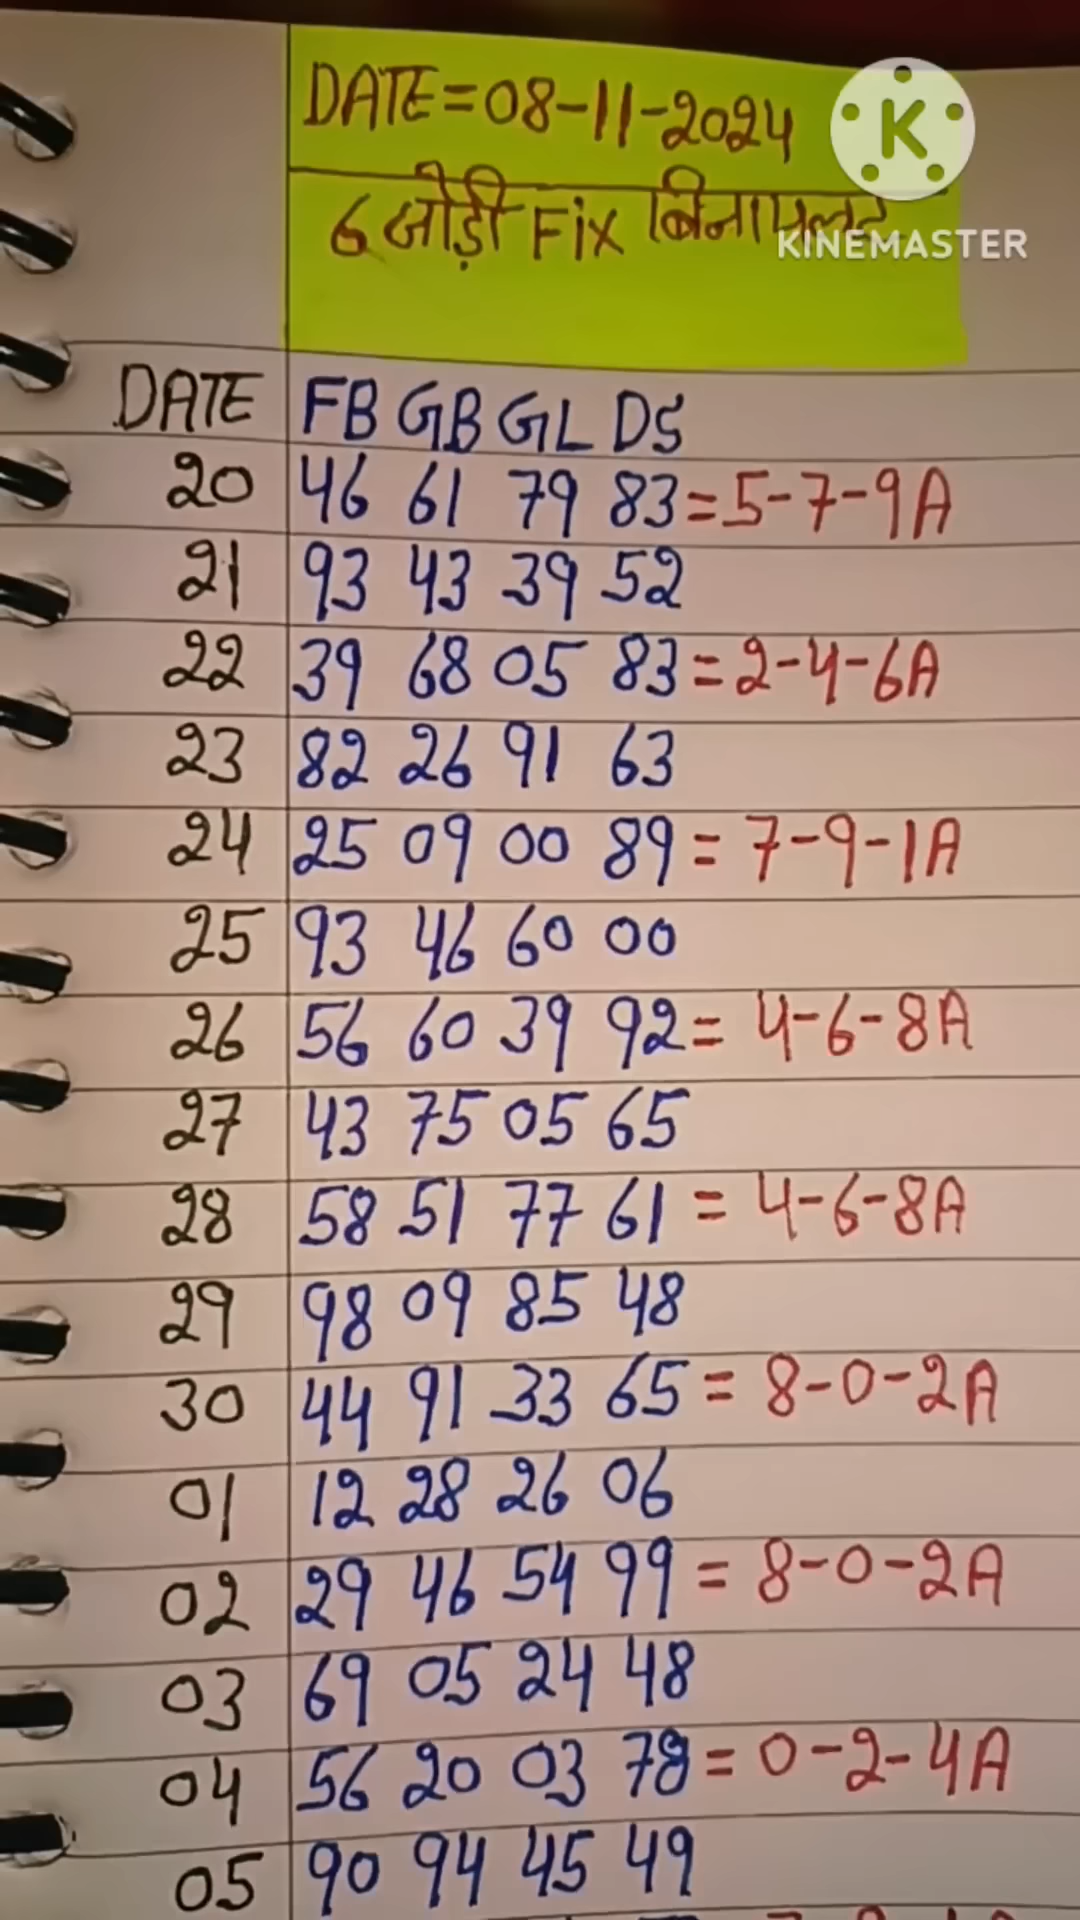 DATE=08-11-2024
6 जोड़ी Fix बिना पलट
KINEMASTER
DATE FB GB GL DS
20 46 61 79 83=5-7-9A
21 93 43 39 52
22 39 68 05 83=2-4-6A
23 82 26 91 63
24 25 09 00 89=7-9-1A
25 93 46 60 00
26 56 60 39 92=4-6-8A
27 43 75 05 65
28 58 51 77 61=4-6-8A
29 98 09 85 48
30 44 91 33 65=8-0-2A
01 12 28 26 06
02 29 46 54 99=8-0-2A
03 69 05 24 48
04 56 20 03 78=0-2-4A
05 90 94 45 49